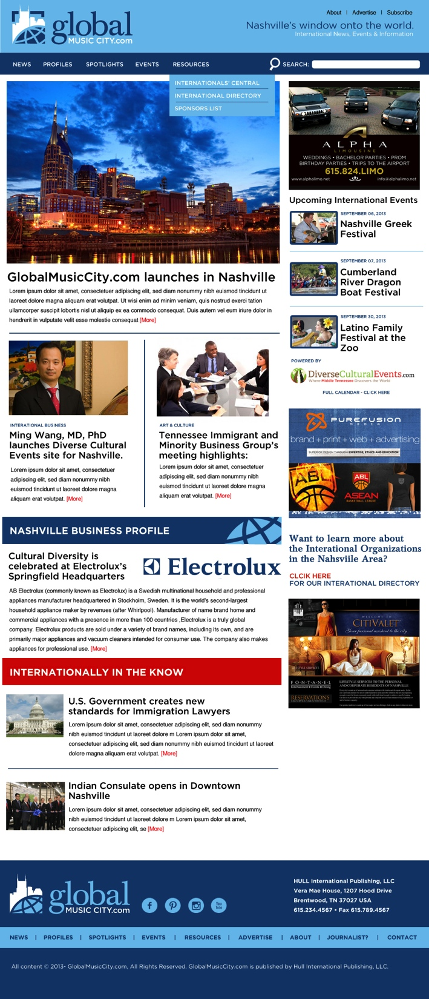 global
MUSIC CITY.com
About | Advertise | Subscribe
Nashville's window onto the world.
International News, Events & Information
NEWS PROFILES SPOTLIGHTS EVENTS RESOURCES SEARCH:
INTERNATIONALS' CENTRAL
INTERNATIONAL DIRECTORY
SPONSORS LIST
GlobalMusicCity.com launches in Nashville
Lorem ipsum dolor sit amet, consectetuer adipiscing elit, sed diam nonummy nibh euismod tincidunt ut
laoreet dolore magna aliquam erat volutpat. Ut wisi enim ad minim veniam, quis nostrud exerci tation
ullamcorper suscipit lobortis nisl ut aliquip ex ea commodo consequat. Duis autem vel eum iriure dolor in
hendrerit in vulputate velit esse molestie consequat [More]
INTERATIONAL BUSINESS
Ming Wang, MD, PhD
launches Diverse Cultural
Events site for Nashville.
Lorem ipsum dolor sit amet, consectetuer
adipiscing elit, sed diam nonummy nibh
euismod tincidunt ut laoreet dolore magna
aliquam erat volutpat. [More]
ART & CULTURE
Tennessee Immigrant and
Minority Business Group's
meeting highlights:
Lorem ipsum dolor sit amet, consectetuer
adipiscing elit, sed diam nonummy nibh
euismod tincidunt ut laoreet dolore magna
aliquam erat volutpat. [More]
NASHVILLE BUSINESS PROFILE
Cultural Diversity is
celebrated at Electrolux's
Springfield Headquarters
Electrolux
AB Electrolux (commonly known as Electrolux) is a Swedish multinational household and professional
appliances manufacturer headquartered in Stockholm, Sweden. It is the world's second-largest
household appliance maker by revenues (after Whirlpool). Manufacturer of name brand home and
commercial appliances with a presence in more than 100 countries ,Electrolux is a truly global
company. Electrolux products are sold under a variety of brand names, including its own, and are
primarily major appliances and vacuum cleaners intended for consumer use. The company also makes
appliances for professional use. [More]
INTERNATIONALLY IN THE KNOW
U.S. Government creates new
standards for Immigration Lawyers
Lorem ipsum dolor sit amet, consectetuer adipiscing elit, sed diam nonummy
nibh euismod tincidunt ut laoreet dolore m Lorem ipsum dolor sit amet,
consectetuer adipiscing elit, sed diam nonummy nibh euismod tincidunt ut laoreet
dolore magna aliquam erat volutpat. [More]
Indian Consulate opens in Downtown
Nashville
Lorem ipsum dolor sit amet, consectetuer adipiscing elit, sed diam nonummy
nibh euismod tincidunt ut laoreet dolore m Lorem ipsum dolor sit amet,
consectetuer adipiscing elit, se [More]
ALPHA
LIMOUSINE
WEDDINGS • BACHELOR PARTIES • PROM
BIRTHDAY PARTIES • TRIPS TO THE AIRPORT
615.824.LIMO
www.alphalimo.net info@alphalimo.net
Upcoming International Events
SEPTEMBER 06, 2013
Nashville Greek
Festival
SEPTEMBER 07, 2013
Cumberland
River Dragon
Boat Festival
SEPTEMBER 30, 2013
Latino Family
Festival at the
Zoo
POWERED BY
DiverseCulturalEvents.com
Where Middle Tennessee Discovers the World
FULL CALENDAR - CLICK HERE
PUREFUSION
MEDIA
brand + print + web + advertising
SUPERIOR DESIGN THROUGH EXPERTISE, ETHICS AND EDUCATION
ABL
ABL
ASEAN
BASKETBALL LEAGUE
Want to learn more about
the Interational Organizations
in the Nahsviile Area?
CLCIK HERE
FOR OUR INTERATIONAL DIRECTORY
WELCOME TO
CITIVALET
Your personal assistant to the city
LIFESTYLE SERVICES
FONTANEL
Entertainment • Events • Dining
RESERVATIONS
LIFESTYLE SERVICES TO THE PERSONAL
AND CORPORATE RESIDENTS OF NASHVILLE
global
MUSIC CITY.com
You
Tube
HULL International Publishing, LLC
Vera Mae House, 1207 Hood Drive
Brentwood, TN 37027 USA
615.234.4567 • Fax 615.789.4567
NEWS | PROFILES | SPOTLIGHTS | EVENTS | RESOURCES | ADVERTISE | ABOUT | JOURNALIST? | CONTACT
All content © 2013- GlobalMusicCity.com, All Rights Reserved. GlobalMusicCity.com is published by Hull International Publishing, LLC.